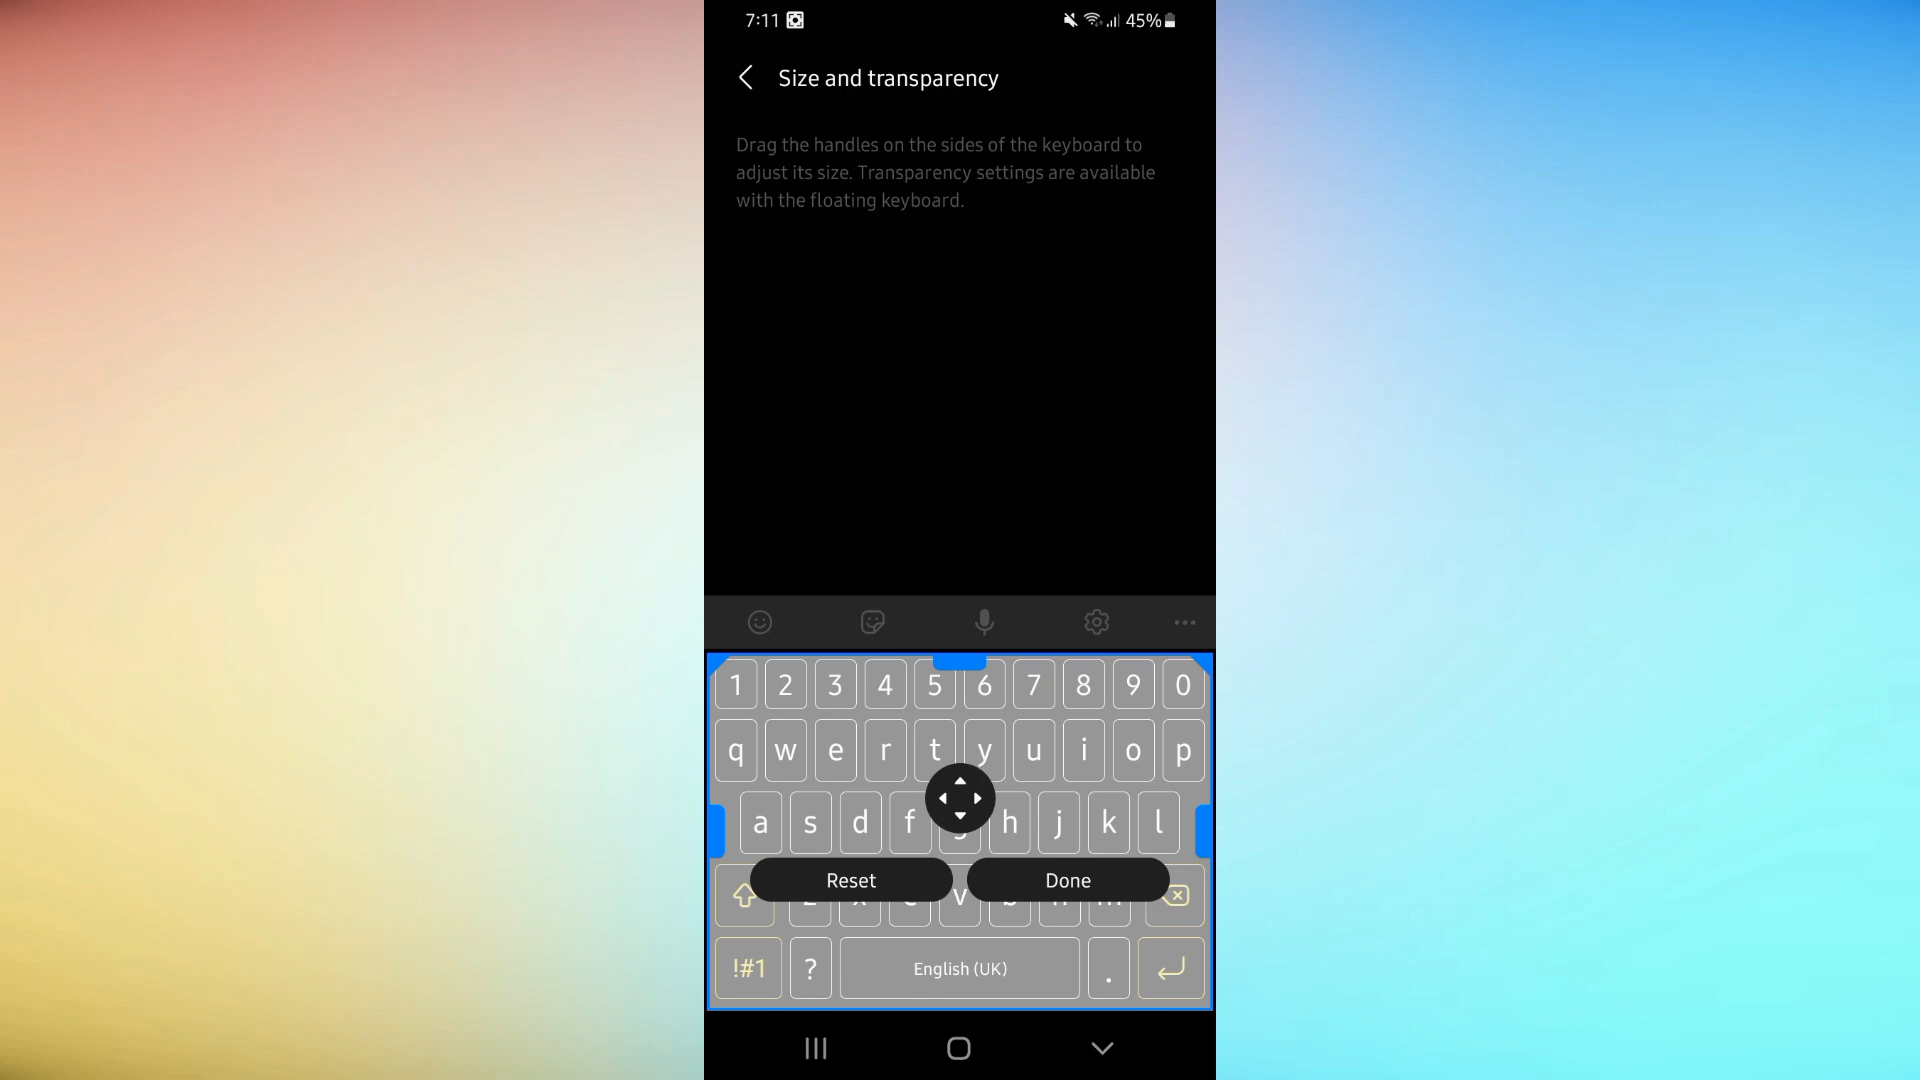 7:11 45%
Size and transparency
Drag the handles on the sides of the keyboard to
adjust its size. Transparency settings are available
with the floating keyboard.
1 2 3 4 5 6 7 8 9 0
q w e r t y u i o p
a s d f g h j k l
Reset Done
z x c v b n m
!#1 ? English (UK) .